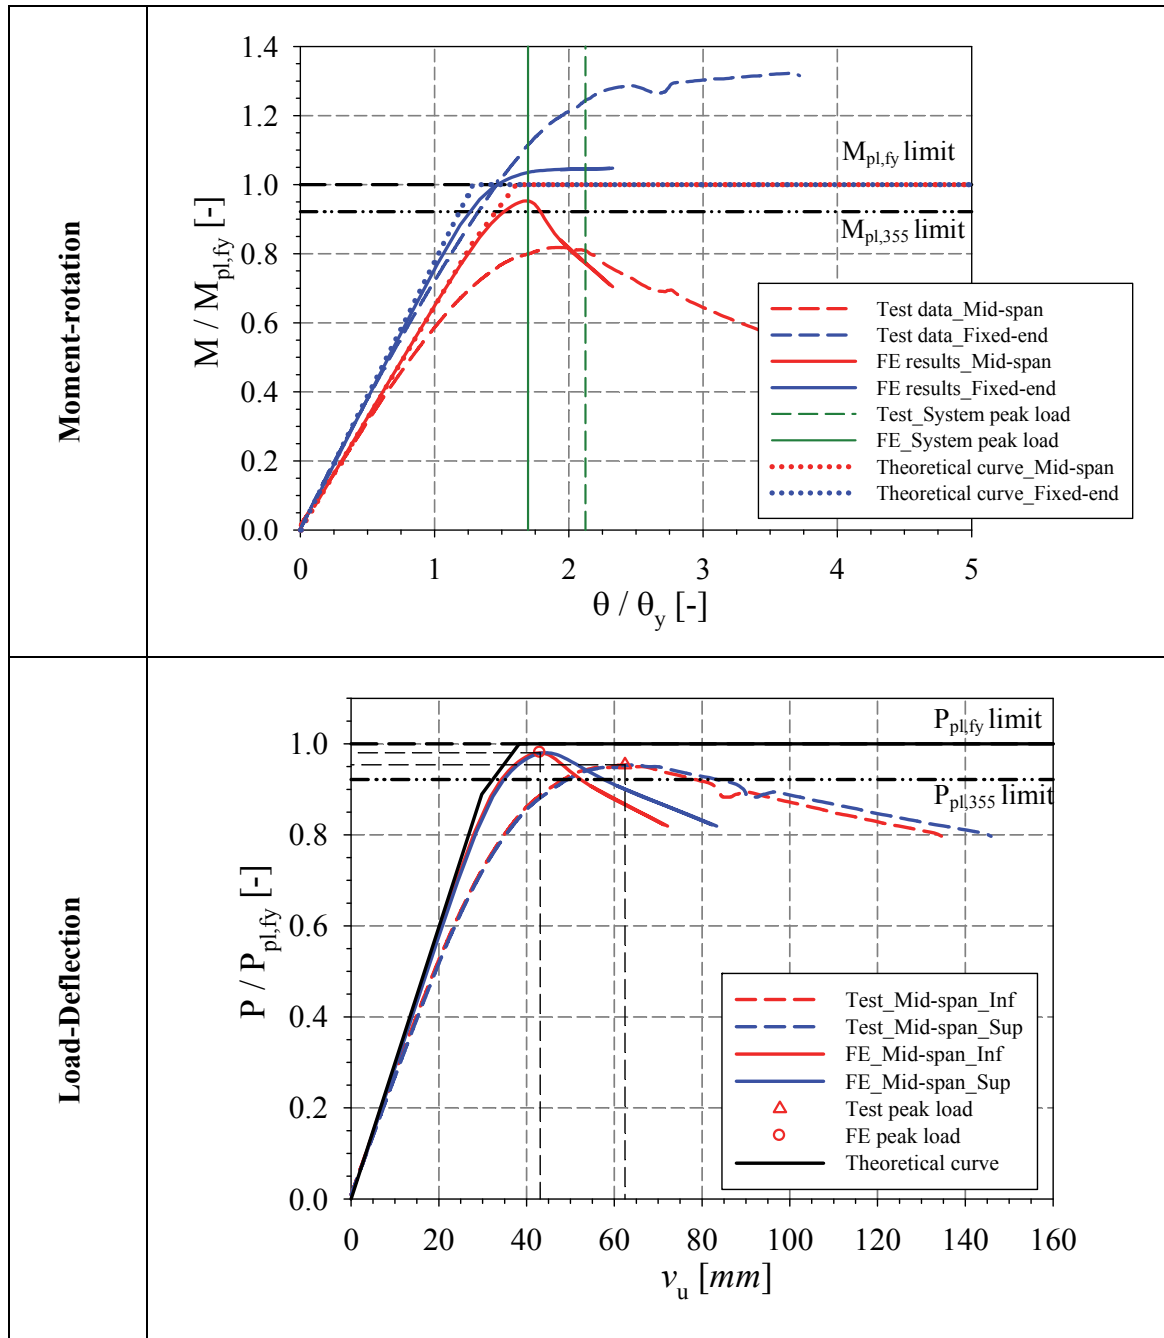 Moment-rotation
M / Mpl,fy [-]
1.4
1.2
1.0
0.8
0.6
0.4
0.2
0.0
Mpl,fy limit
Mpl,355 limit
Test data_Mid-span
Test data_Fixed-end
FE results_Mid-span
FE results_Fixed-end
Test_System peak load
FE_System peak load
Theoretical curve_Mid-span
Theoretical curve_Fixed-end
0 1 2 3 4 5
θ / θy [-]
Load-Deflection
P / Ppl,fy [-]
1.0
0.8
0.6
0.4
0.2
0.0
Ppl,fy limit
Ppl,355 limit
Test_Mid-span_Inf
Test_Mid-span_Sup
FE_Mid-span_Inf
FE_Mid-span_Sup
Test peak load
FE peak load
Theoretical curve
0 20 40 60 80 100 120 140 160
vu [mm]